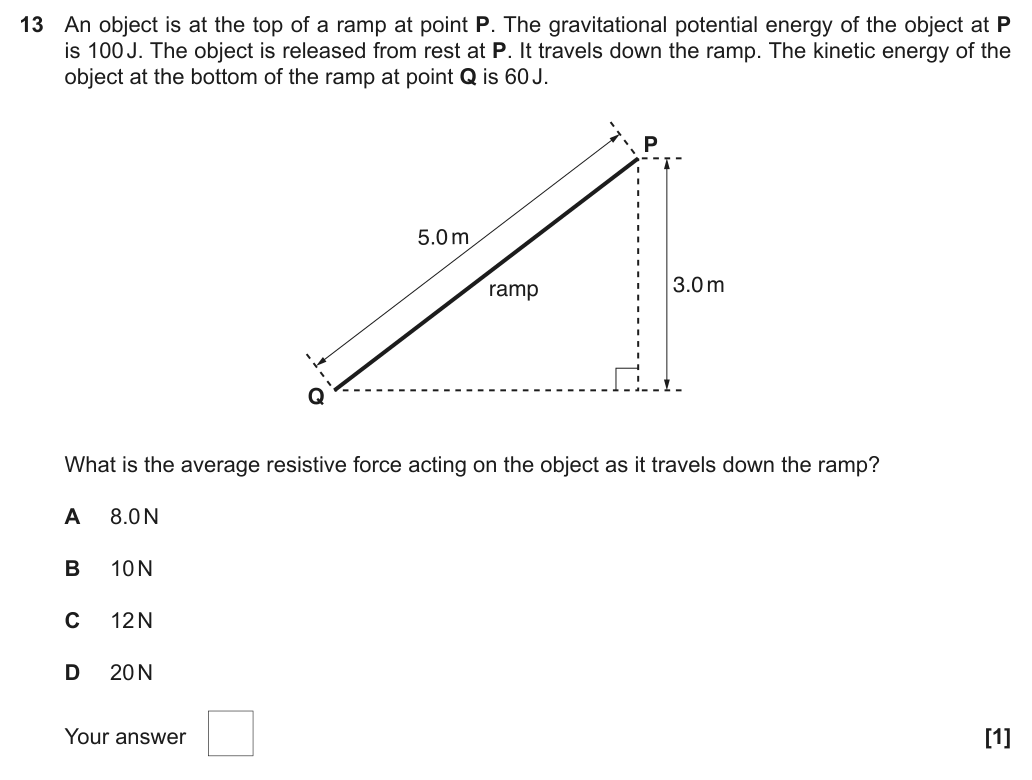 13 An object is at the top of a ramp at point P. The gravitational potential energy of the object at P
is 100 J. The object is released from rest at P. It travels down the ramp. The kinetic energy of the
object at the bottom of the ramp at point Q is 60 J.
P
5.0 m
3.0 m
ramp
Q
What is the average resistive force acting on the object as it travels down the ramp?
A 8.0 N
B 10 N
C 12 N
D 20 N
Your answer [1]